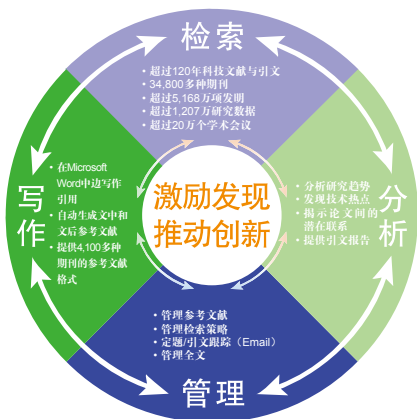 检索
• 超过120年科技文献与引文
• 34,800多种期刊
• 超过5,168万项发明
• 超过1,207万研究数据
• 超过20万个学术会议
写作
• 在Microsoft
Word中边写作
引用
• 自动生成文中和
文后参考文献
• 提供4,100多种
期刊的参考文献
格式
激励发现
推动创新
• 分析研究趋势
• 发现技术热点
• 揭示论文间的
潜在联系
• 提供引文报告
分析
• 管理参考文献
• 管理检索策略
• 定题/引文跟踪（Email）
• 管理全文
管理